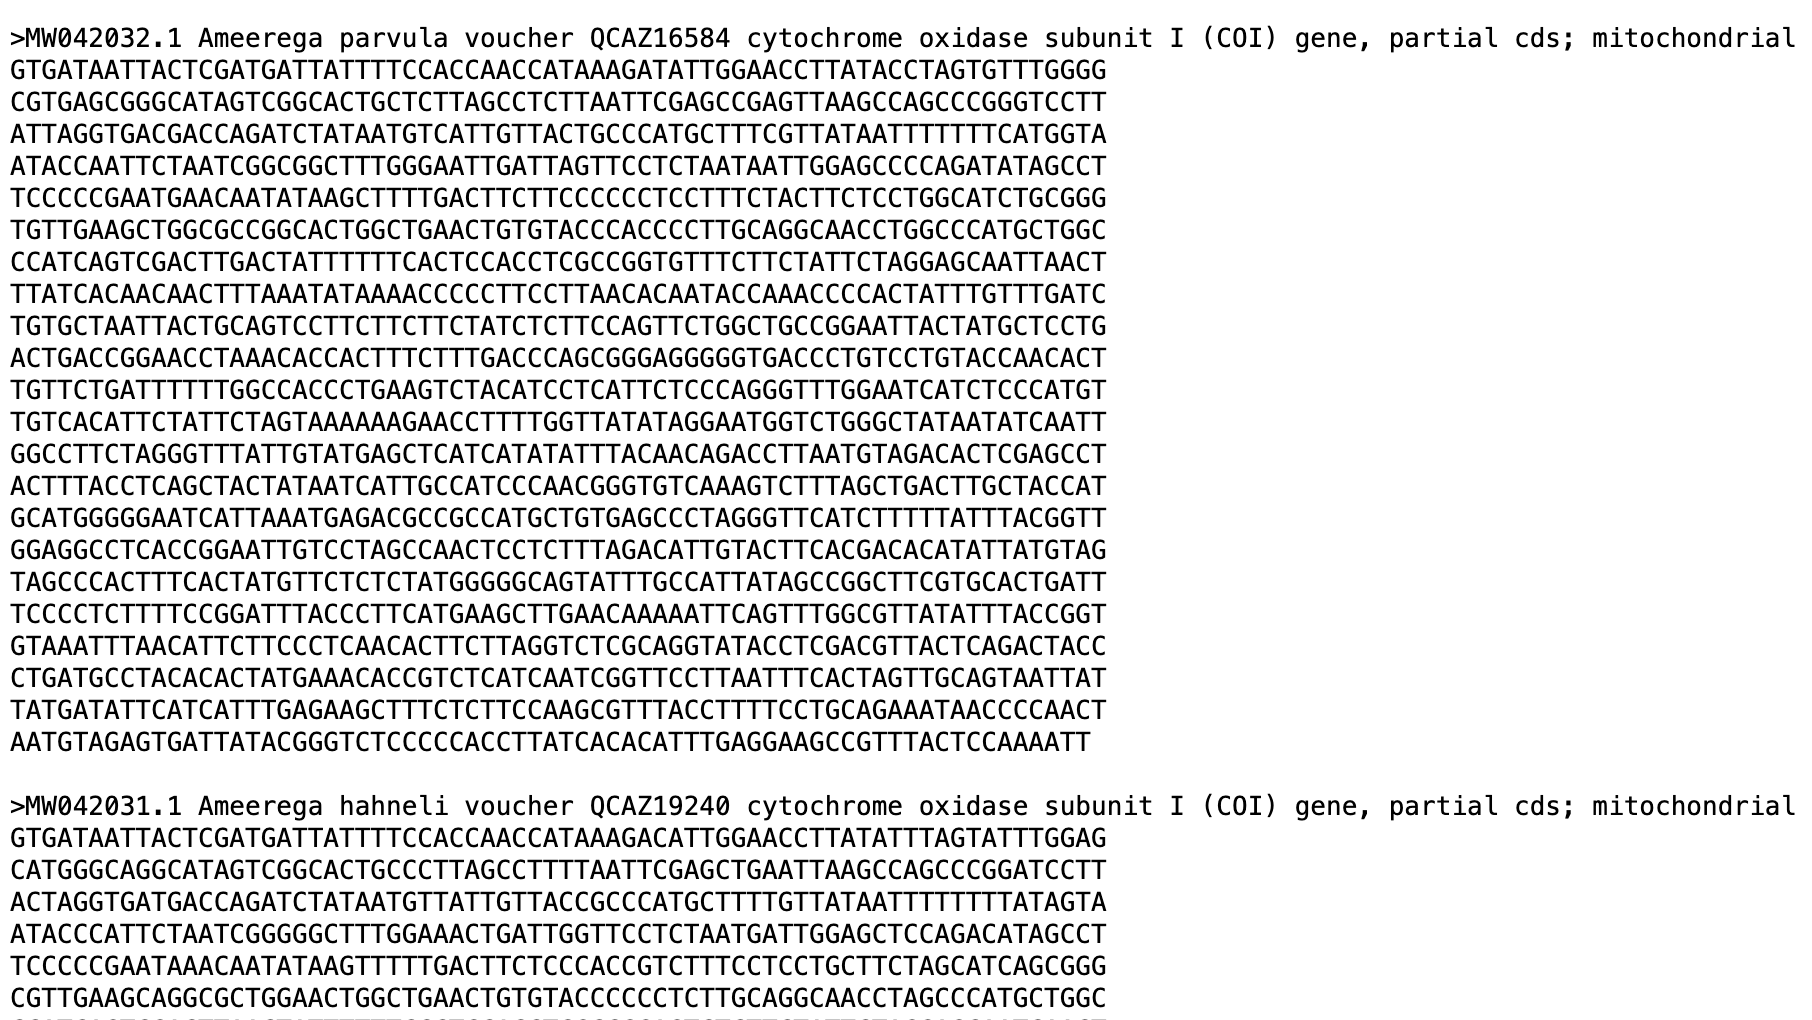 >MW042032.1 Ameerega parvula voucher QCAZ16584 cytochrome oxidase subunit I (COI) gene, partial cds; mitochondrial
GTGATAATTACTCGATGATTATTTTCCACCAACCATAAAGATATTGGAACCTTATACCTAGTGTTTGGGG
CGTGAGCGGGCATAGTCGGCACTGCTCTTAGCCTCTTAATTCGAGCCGAGTTAAGCCAGCCCGGGTCCTT
ATTAGGTGACGACCAGATCTATAATGTCATTGTTACTGCCCATGCTTTCGTTATAATTTTTTTCATGGTA
ATACCAATTCTAATCGGCGGCTTTGGGAATTGATTAGTTCCTCTAATAATTGGAGCCCCAGATATAGCCT
TCCCCCGAATGAACAATATAAGCTTTTGACTTCTTCCCCCCTCCTTTCTACTTCTCCTGGCATCTGCGGG
TGTTGAAGCTGGCGCCGGCACTGGCTGAACTGTGTACCCACCCCTTGCAGGCAACCTGGCCCATGCTGGC
CCATCAGTCGACTTGACTATTTTTTCACTCCACCTCGCCGGTGTTTCTTCTATTCTAGGAGCAATTAACT
TTATCACAACAACTTTAAATATAAAACCCCCTTCCTTAACACAATACCAAACCCCACTATTTGTTTGATC
TGTGCTAATTACTGCAGTCCTTCTTCTTCTATCTCTTCCAGTTCTGGCTGCCGGAATTACTATGCTCCTG
ACTGACCGGAACCTAAACACCACTTTCTTTGACCCAGCGGGAGGGGGTGACCCTGTCCTGTACCAACACT
TGTTCTGATTTTTTGGCCACCCTGAAGTCTACATCCTCATTCTCCCAGGGTTTGGAATCATCTCCCATGT
TGTCACATTCTATTCTAGTAAAAAAGAACCTTTTGGTTATATAGGAATGGTCTGGGCTATAATATCAATT
GGCCTTCTAGGGTTTATTGTATGAGCTCATCATATATTTACAACAGACCTTAATGTAGACACTCGAGCCT
ACTTTACCTCAGCTACTATAATCATTGCCATCCCAACGGGTGTCAAAGTCTTTAGCTGACTTGCTACCAT
GCATGGGGGAATCATTAAATGAGACGCCGCCATGCTGTGAGCCCTAGGGTTCATCTTTTTATTTACGGTT
GGAGGCCTCACCGGAATTGTCCTAGCCAACTCCTCTTTAGACATTGTACTTCACGACACATATTATGTAG
TAGCCCACTTTCACTATGTTCTCTCTATGGGGGCAGTATTTGCCATTATAGCCGGCTTCGTGCACTGATT
TCCCCTCTTTTCCGGATTTACCCTTCATGAAGCTTGAACAAAAATTCAGTTTGGCGTTATATTTACCGGT
GTAAATTTAACATTCTTCCCTCAACACTTCTTAGGTCTCGCAGGTATACCTCGACGTTACTCAGACTACC
CTGATGCCTACACACTATGAAACACCGTCTCATCAATCGGTTCCTTAATTTCACTAGTTGCAGTAATTAT
TATGATATTCATCATTTGAGAAGCTTTCTCTTCCAAGCGTTTACCTTTTCCTGCAGAAATAACCCCAACT
AATGTAGAGTGATTATACGGGTCTCCCCCACCTTATCACACATTTGAGGAAGCCGTTTACTCCAAAATT
>MW042031.1 Ameerega hahneli voucher QCAZ19240 cytochrome oxidase subunit I (COI) gene, partial cds; mitochondrial
GTGATAATTACTCGATGATTATTTTCCACCAACCATAAAGACATTGGAACCTTATATTTAGTATTTGGAG
CATGGGCAGGCATAGTCGGCACTGCCCTTAGCCTTTTAATTCGAGCTGAATTAAGCCAGCCCGGATCCTT
ACTAGGTGATGACCAGATCTATAATGTTATTGTTACCGCCCATGCTTTTGTTATAATTTTTTTTATAGTA
ATACCCATTCTAATCGGGGGCTTTGGAAACTGATTGGTTCCTCTAATGATTGGAGCTCCAGACATAGCCT
TCCCCCGAATAAACAATATAAGTTTTTGACTTCTCCCACCGTCTTTCCTCCTGCTTCTAGCATCAGCGGG
CGTTGAAGCAGGCGCTGGAACTGGCTGAACTGTGTACCCCCCTCTTGCAGGCAACCTAGCCCATGCTGGC